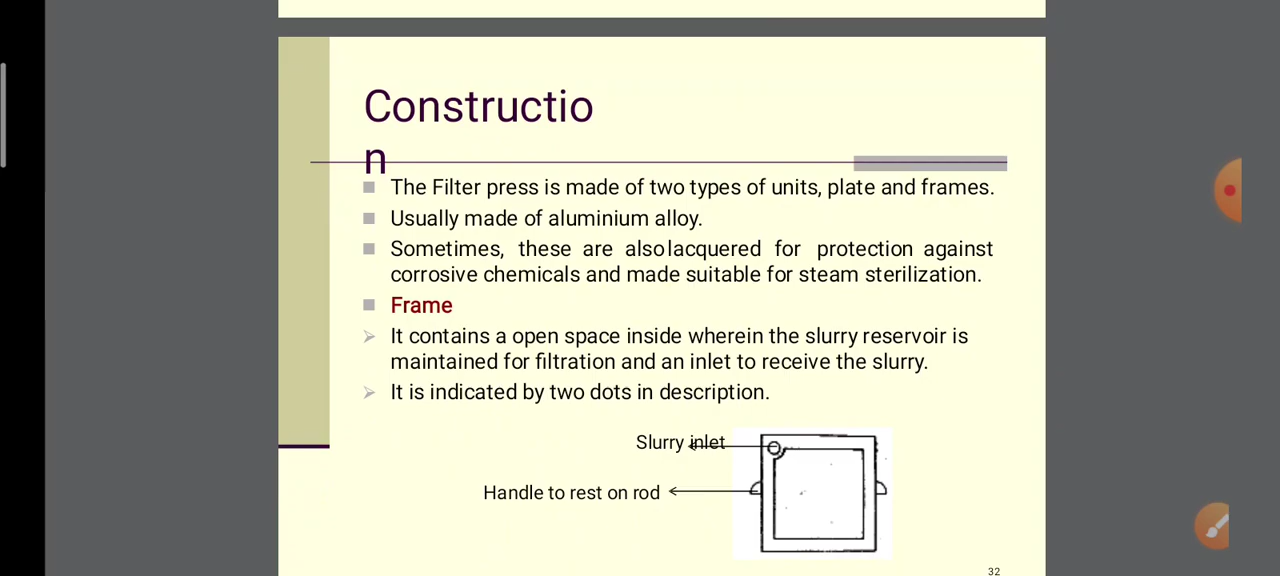 Constructio
n
The Filter press is made of two types of units, plate and frames.
Usually made of aluminium alloy.
Sometimes, these are also lacquered for protection against
corrosive chemicals and made suitable for steam sterilization.
Frame
It contains a open space inside wherein the slurry reservoir is
maintained for filtration and an inlet to receive the slurry.
It is indicated by two dots in description.
Slurry inlet
Handle to rest on rod
32